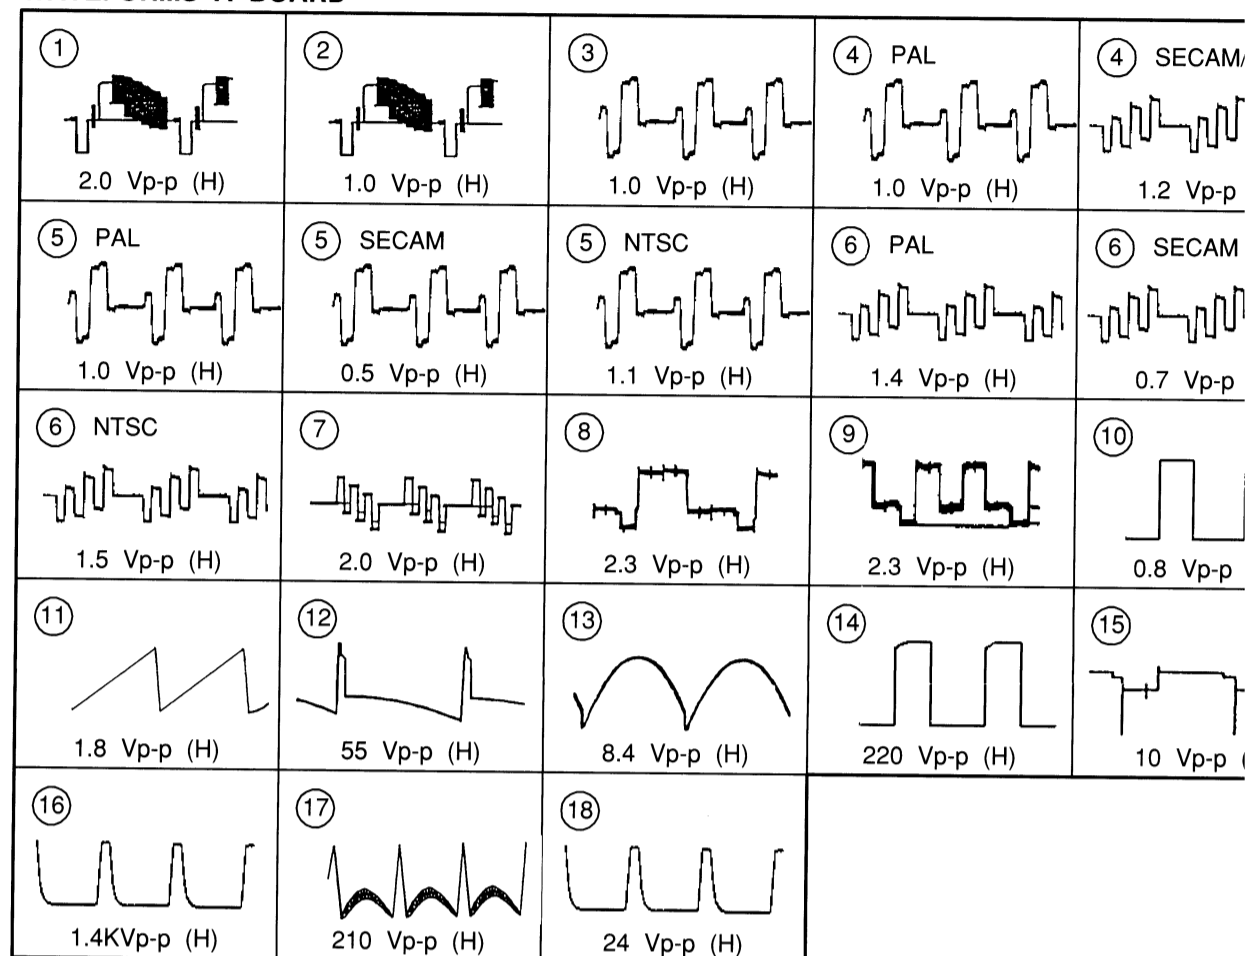 ① ② ③ ④ PAL ④ SECAM/
2.0 Vp-p (H) 1.0 Vp-p (H) 1.0 Vp-p (H) 1.0 Vp-p (H) 1.2 Vp-p
⑤ PAL ⑤ SECAM ⑤ NTSC ⑥ PAL ⑥ SECAM
1.0 Vp-p (H) 0.5 Vp-p (H) 1.1 Vp-p (H) 1.4 Vp-p (H) 0.7 Vp-p
⑥ NTSC ⑦ ⑧ ⑨ ⑩
1.5 Vp-p (H) 2.0 Vp-p (H) 2.3 Vp-p (H) 2.3 Vp-p (H) 0.8 Vp-p
⑪ ⑫ ⑬ ⑭ ⑮
1.8 Vp-p (H) 55 Vp-p (H) 8.4 Vp-p (H) 220 Vp-p (H) 10 Vp-p (
⑯ ⑰ ⑱
1.4KVp-p (H) 210 Vp-p (H) 24 Vp-p (H)